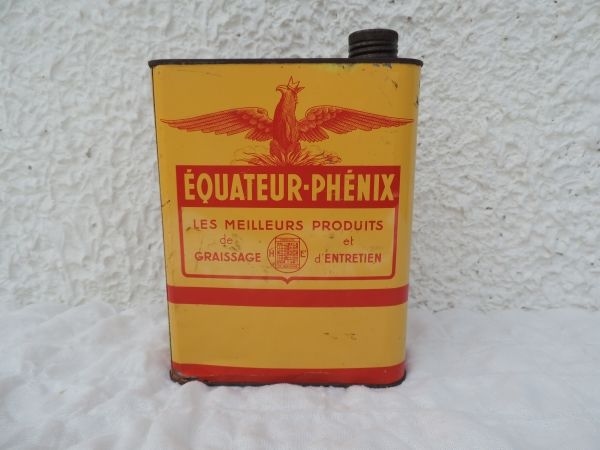 ÉQUATEUR-PHÉNIX
LES MEILLEURS PRODUITS
de et
GRAISSAGE H E d'ENTRETIEN